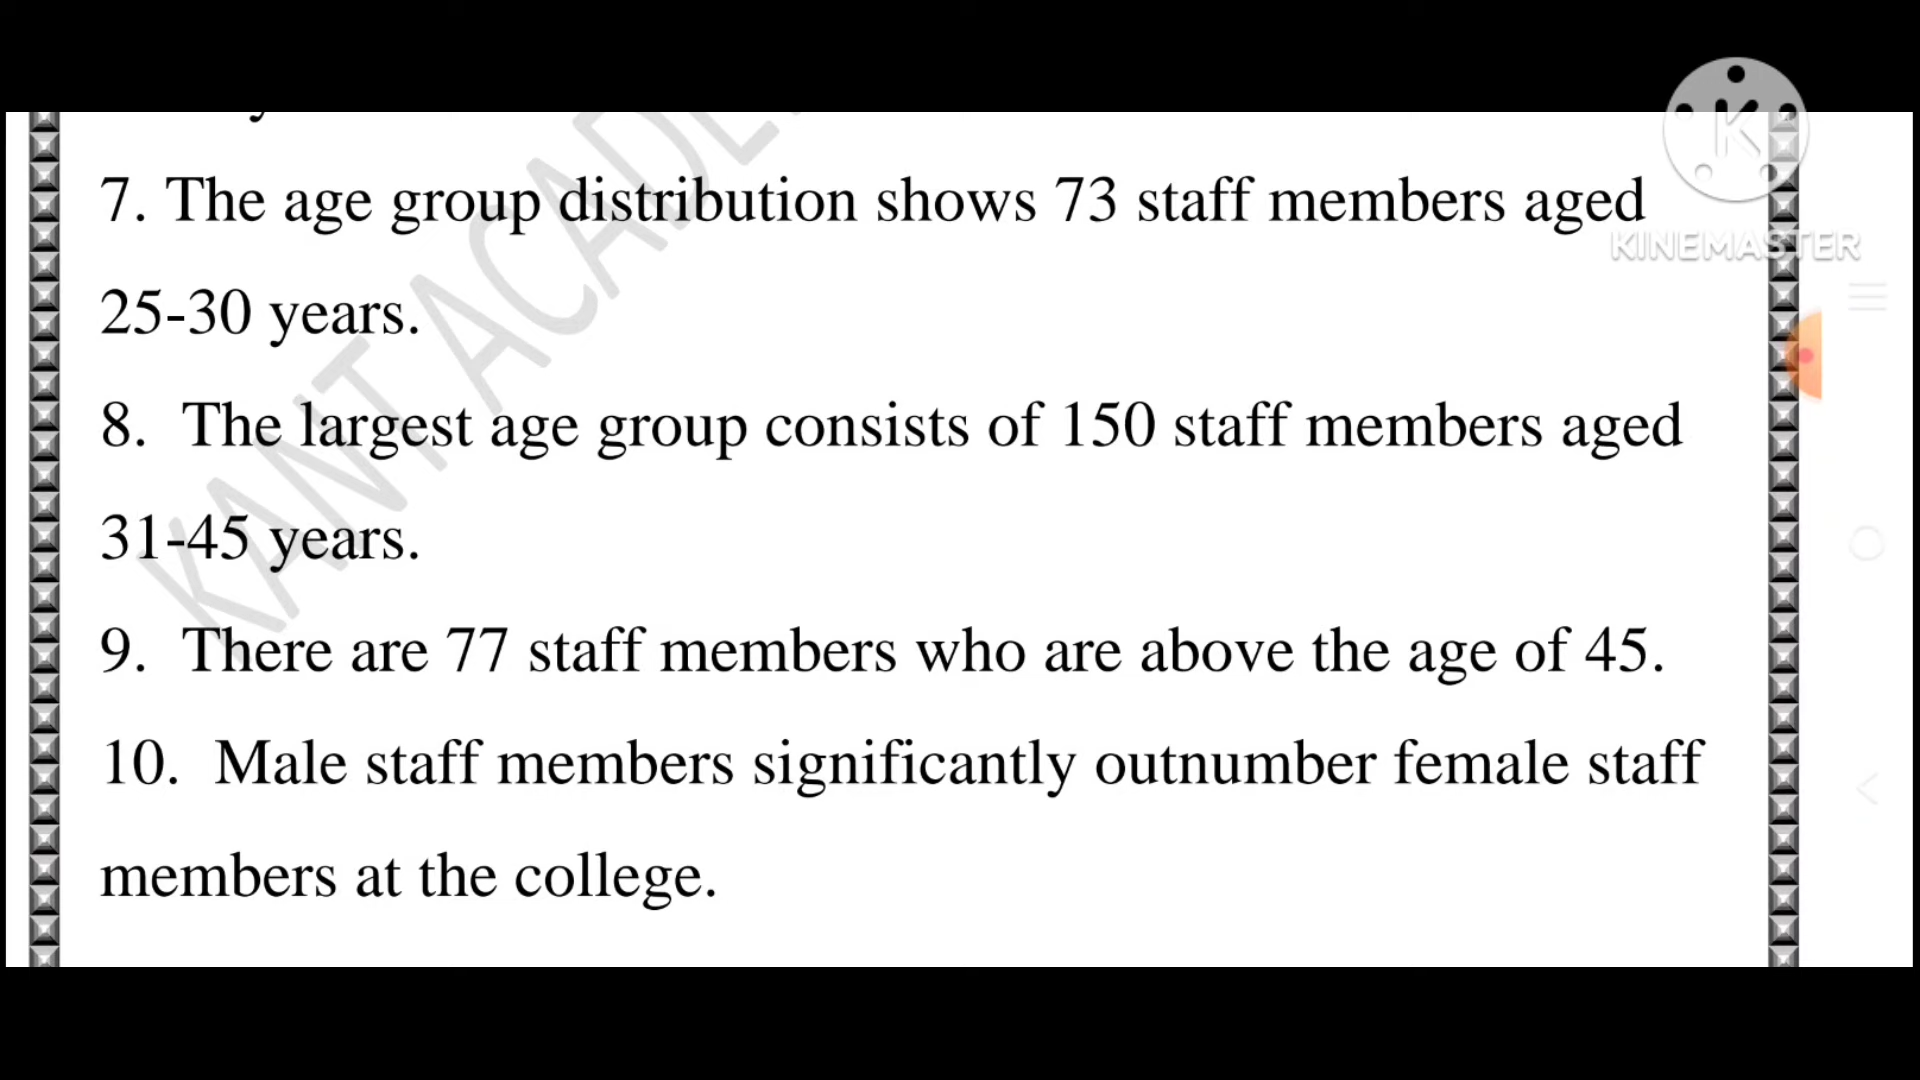 7. The age group distribution shows 73 staff members aged
25-30 years.
8. The largest age group consists of 150 staff members aged
31-45 years.
9. There are 77 staff members who are above the age of 45.
10. Male staff members significantly outnumber female staff
members at the college.
KANT ACADE
K
KINEMASTER